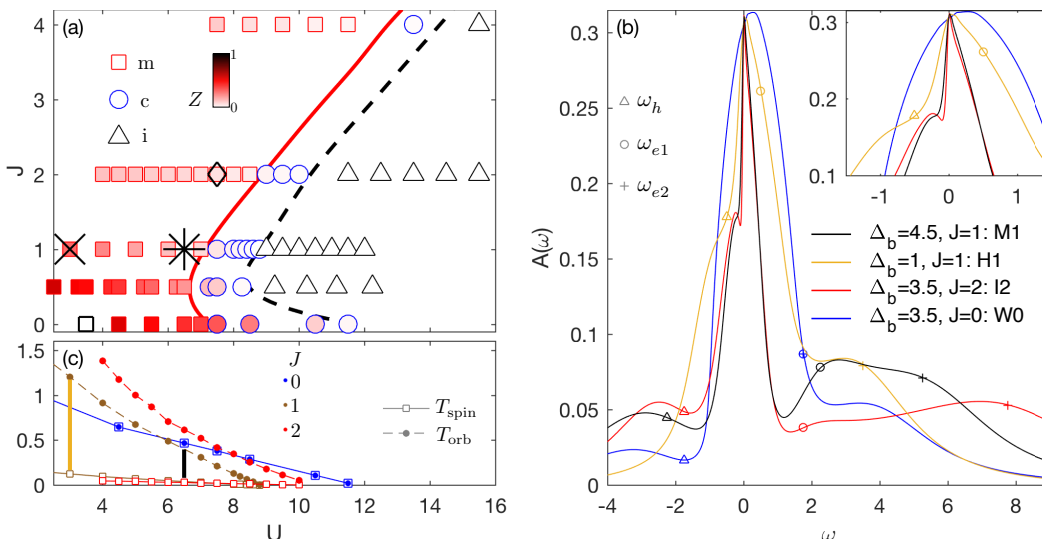 (a)
4
3
2
1
0
J
m
c
i
Z
1
0
(c)
1.5
1
0.5
0
J
0
1
2
T_spin
T_orb
4 6 8 10 12 14 16
U
(b)
0.3
0.25
0.2
0.15
0.1
0.05
0
A(ω)
ω_h
ω_e1
ω_e2
0.3
0.2
0.1
-1 0 1
Δ_b=4.5, J=1: M1
Δ_b=1, J=1: H1
Δ_b=3.5, J=2: I2
Δ_b=3.5, J=0: W0
-4 -2 0 2 4 6 8
ω